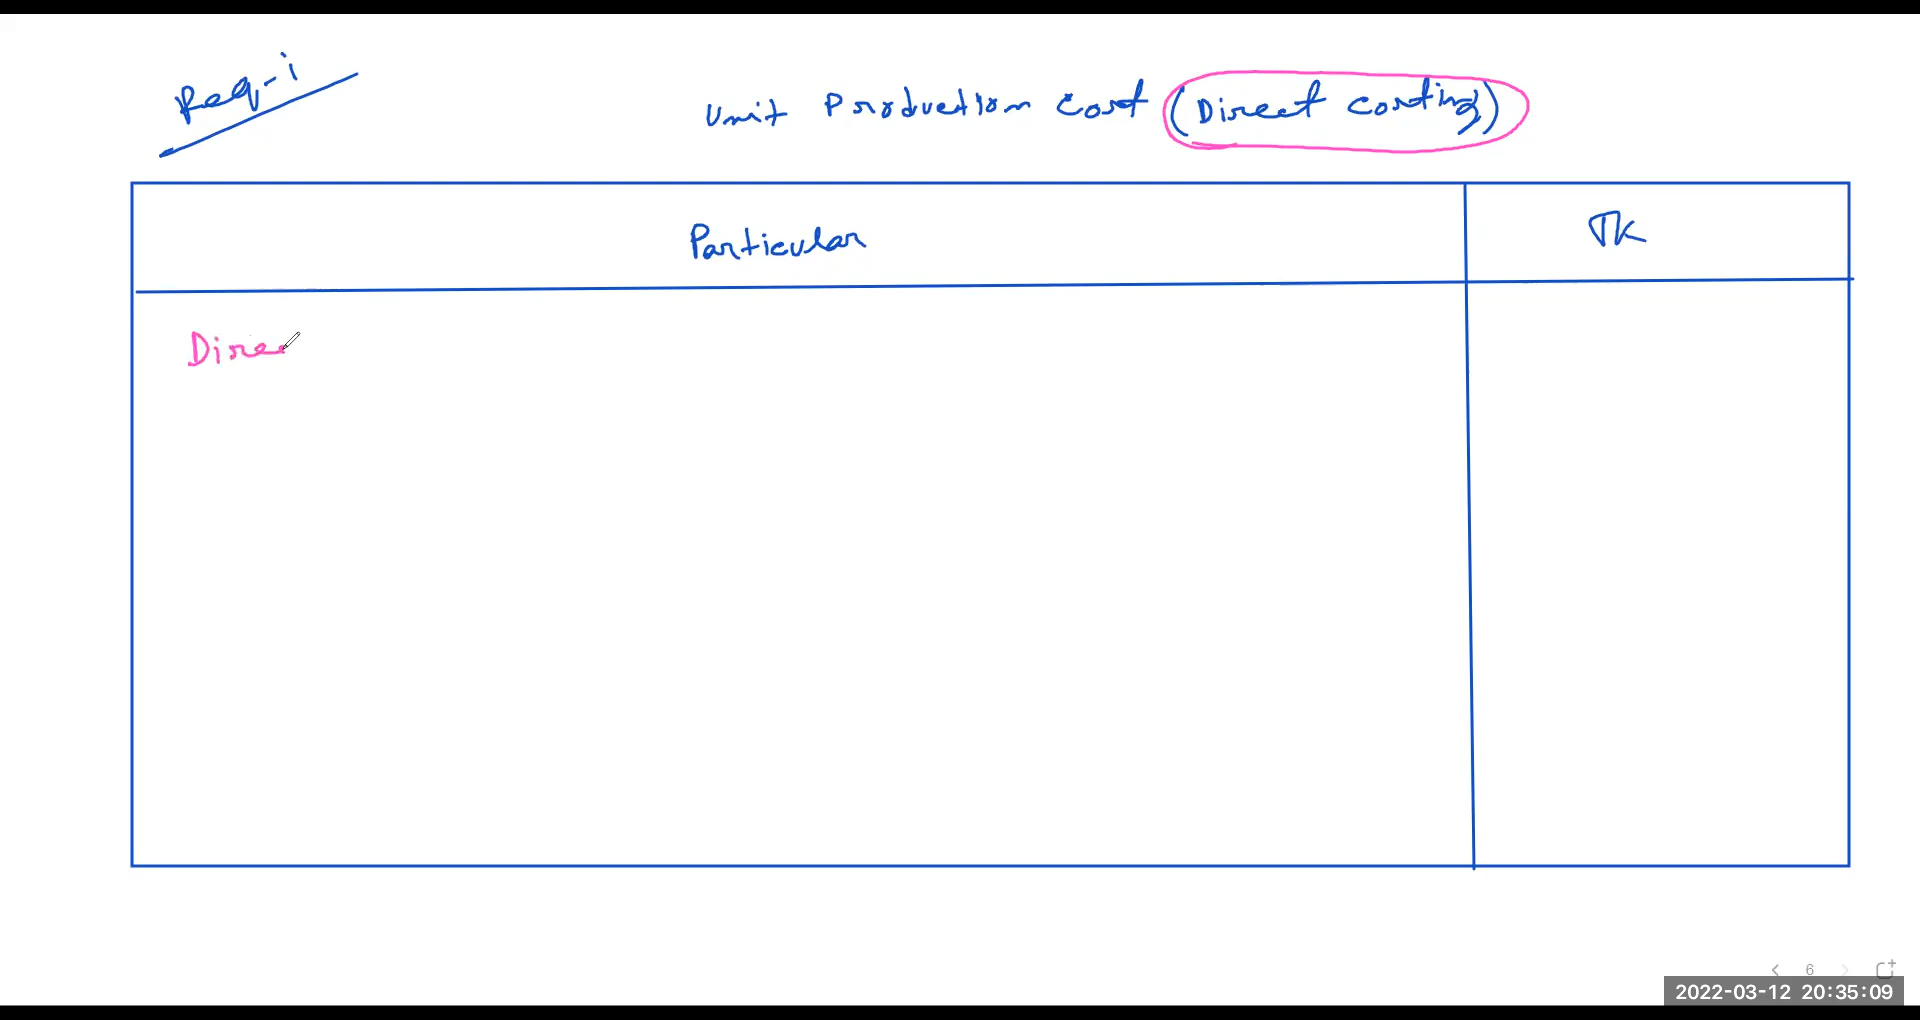 Req-i
Unit Production Cost (Direct Costing)
Particular
TK
Direc
6
2022-03-12 20:35:09